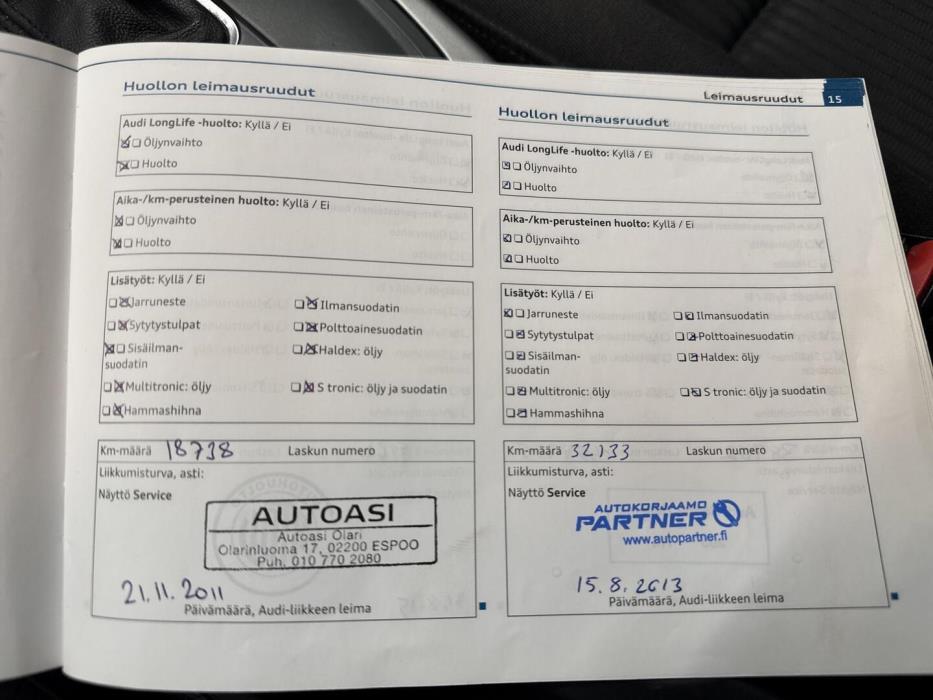 Leimausruudut 15
Huollon leimausruudut
Audi LongLife -huolto: Kyllä / Ei
Öljynvaihto
Huolto
Aika-/km-perusteinen huolto: Kyllä / Ei
Öljynvaihto
Huolto
Lisätyöt: Kyllä / Ei
Jarruneste
Ilmansuodatin
Sytytystulpat
Polttoainesuodatin
Sisäilman-
suodatin
Haldex: öljy
Multitronic: öljy
S tronic: öljy ja suodatin
Hammashihna
Km-määrä 18738 Laskun numero
Liikkumisturva, asti:
Näyttö Service
AUTOASI
Autoasi Olari
Olarinluoma 17, 02200 ESPOO
Puh. 010 770 2080
21.11.2011
Päivämäärä, Audi-liikkeen leima
Huollon leimausruudut
Audi LongLife -huolto: Kyllä / Ei
Öljynvaihto
Huolto
Aika-/km-perusteinen huolto: Kyllä / Ei
Öljynvaihto
Huolto
Lisätyöt: Kyllä / Ei
Jarruneste
Ilmansuodatin
Sytytystulpat
Polttoainesuodatin
Sisäilman-
suodatin
Haldex: öljy
Multitronic: öljy
S tronic: öljy ja suodatin
Hammashihna
Km-määrä 32133 Laskun numero
Liikkumisturva, asti:
Näyttö Service
AUTOKORJAAMO
PARTNER
www.autopartner.fi
15.8.2013
Päivämäärä, Audi-liikkeen leima